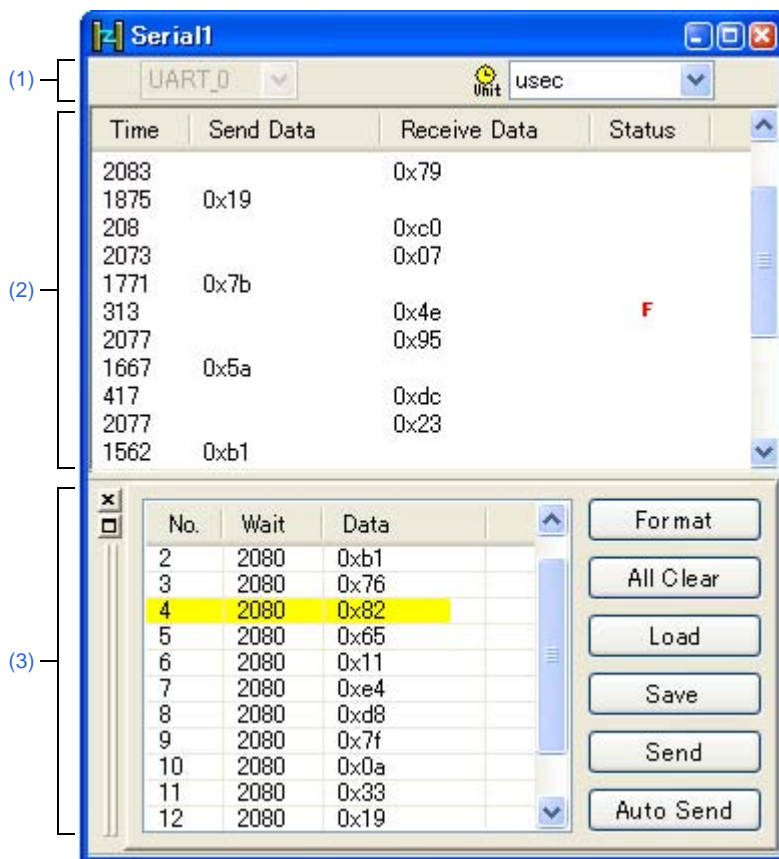 Serial1
(1)
UART_0
Unit
usec
(2)
Time Send Data Receive Data Status
2083 0x79
1875 0x19
208 0xc0
2073 0x07
1771 0x7b
313 0x4e F
2077 0x95
1667 0x5a
417 0xdc
2077 0x23
1562 0xb1
(3)
No. Wait Data
2 2080 0xb1
3 2080 0x76
4 2080 0x82
5 2080 0x65
6 2080 0x11
7 2080 0xe4
8 2080 0xd8
9 2080 0x7f
10 2080 0x0a
11 2080 0x33
12 2080 0x19
Format
All Clear
Load
Save
Send
Auto Send